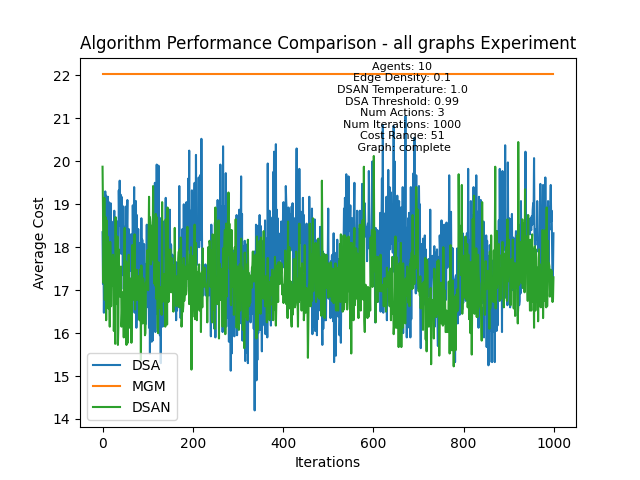 Algorithm Performance Comparison - all graphs Experiment
Agents: 10
Edge Density: 0.1
DSAN Temperature: 1.0
DSA Threshold: 0.99
Num Actions: 3
Num Iterations: 1000
Cost Range: 51
Graph: complete
Average Cost
22
21
20
19
18
17
16
15
14
DSA
MGM
DSAN
0
200
400
600
800
1000
Iterations